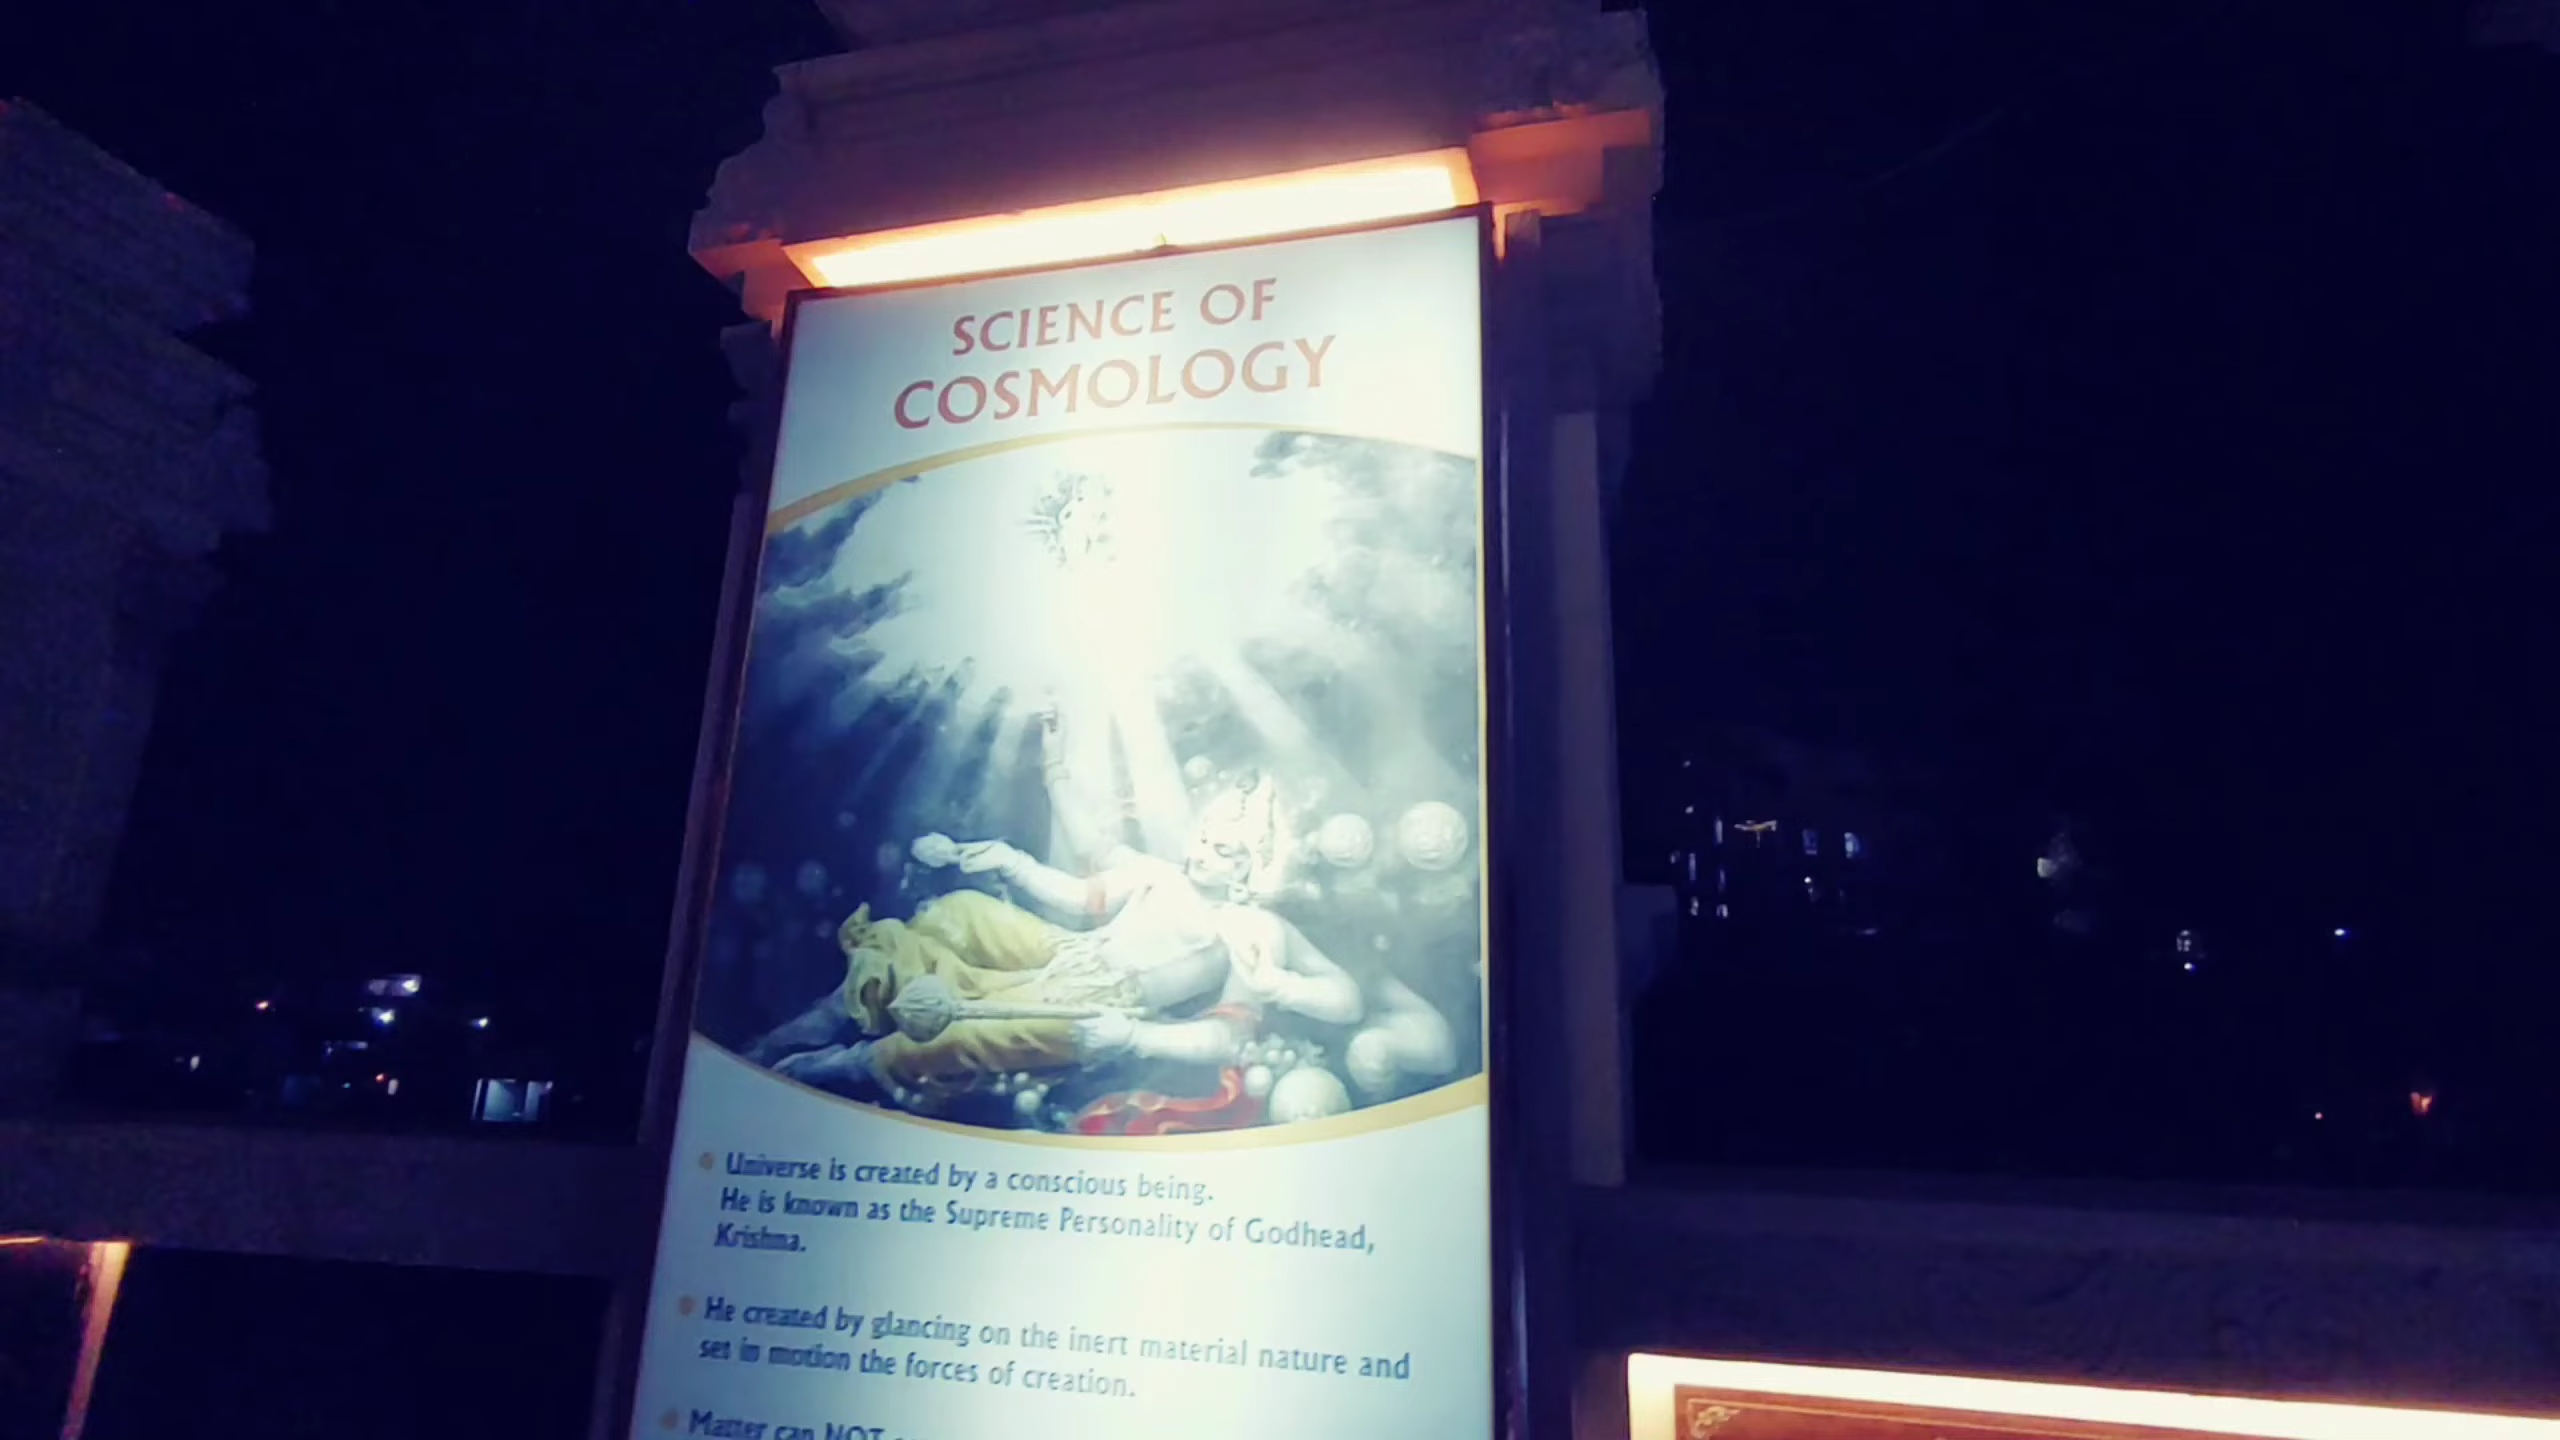 SCIENCE OF
COSMOLOGY
Universe is created by a conscious being.
He is known as the Supreme Personality of Godhead,
Krishna.
He created by glancing on the inert material nature and
set in motion the forces of creation.
Matter can NOT